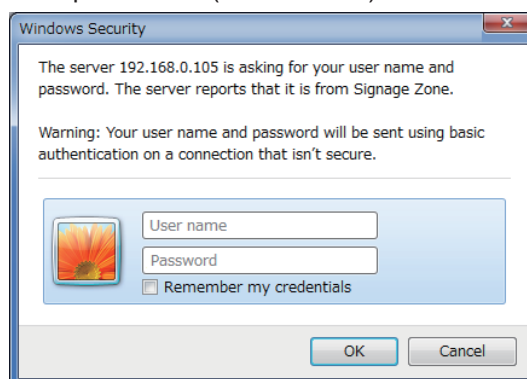 Windows Security
The server 192.168.0.105 is asking for your user name and
password. The server reports that it is from Signage Zone.
Warning: Your user name and password will be sent using basic
authentication on a connection that isn't secure.
User name
Password
Remember my credentials
OK
Cancel